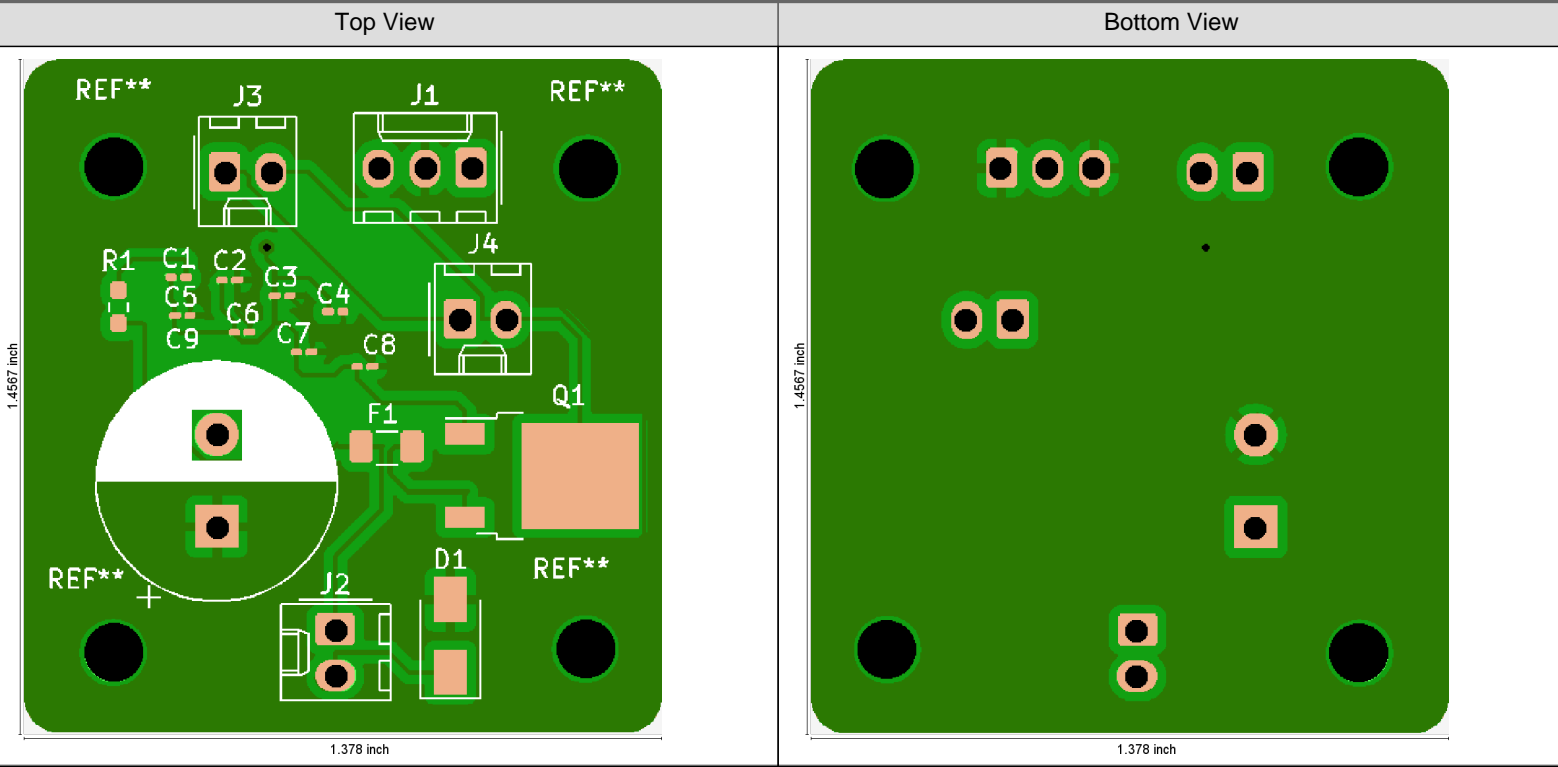 Top View
Bottom View
REF**
J3
J1
REF**
J4
R1
C1
C2
C3
C5
C4
C6
C9
C7
C8
Q1
F1
REF**
D1
REF**
J2
+
1.4567 inch
1.378 inch
1.4567 inch
1.378 inch